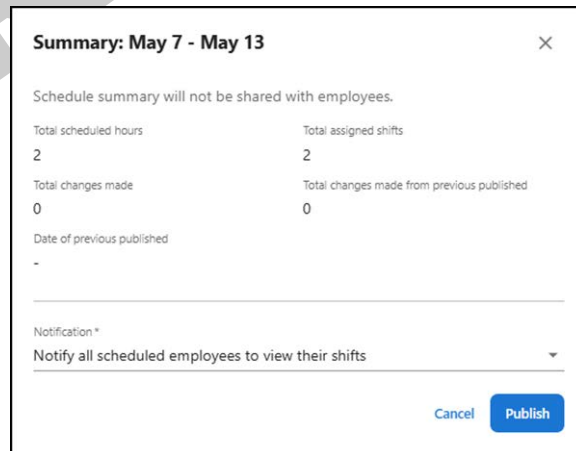 Summary: May 7 - May 13
Schedule summary will not be shared with employees.
Total scheduled hours
2
Total assigned shifts
2
Total changes made
0
Total changes made from previous published
0
Date of previous published
-
Notification *
Notify all scheduled employees to view their shifts
Cancel
Publish